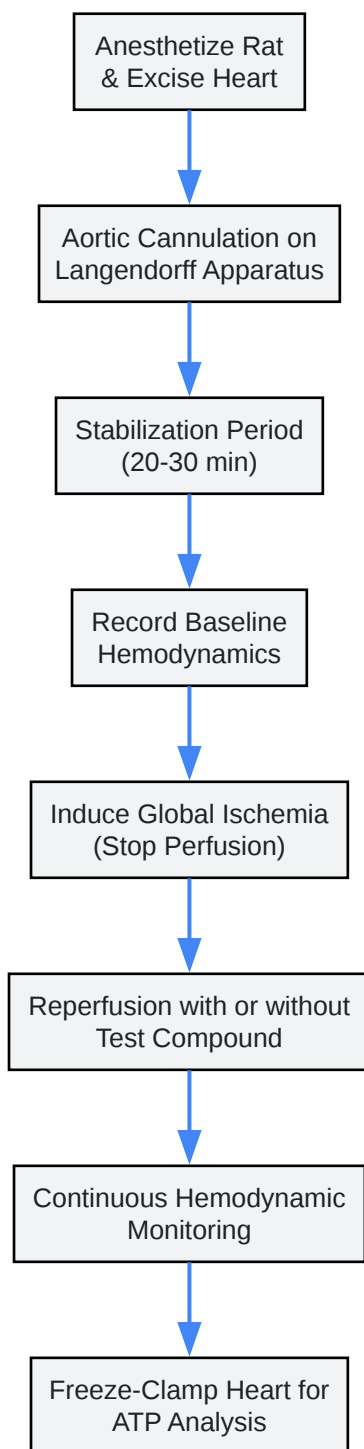 Anesthetize Rat
& Excise Heart
Aortic Cannulation on
Langendorff Apparatus
Stabilization Period
(20-30 min)
Record Baseline
Hemodynamics
Induce Global Ischemia
(Stop Perfusion)
Reperfusion with or without
Test Compound
Continuous Hemodynamic
Monitoring
Freeze-Clamp Heart for
ATP Analysis